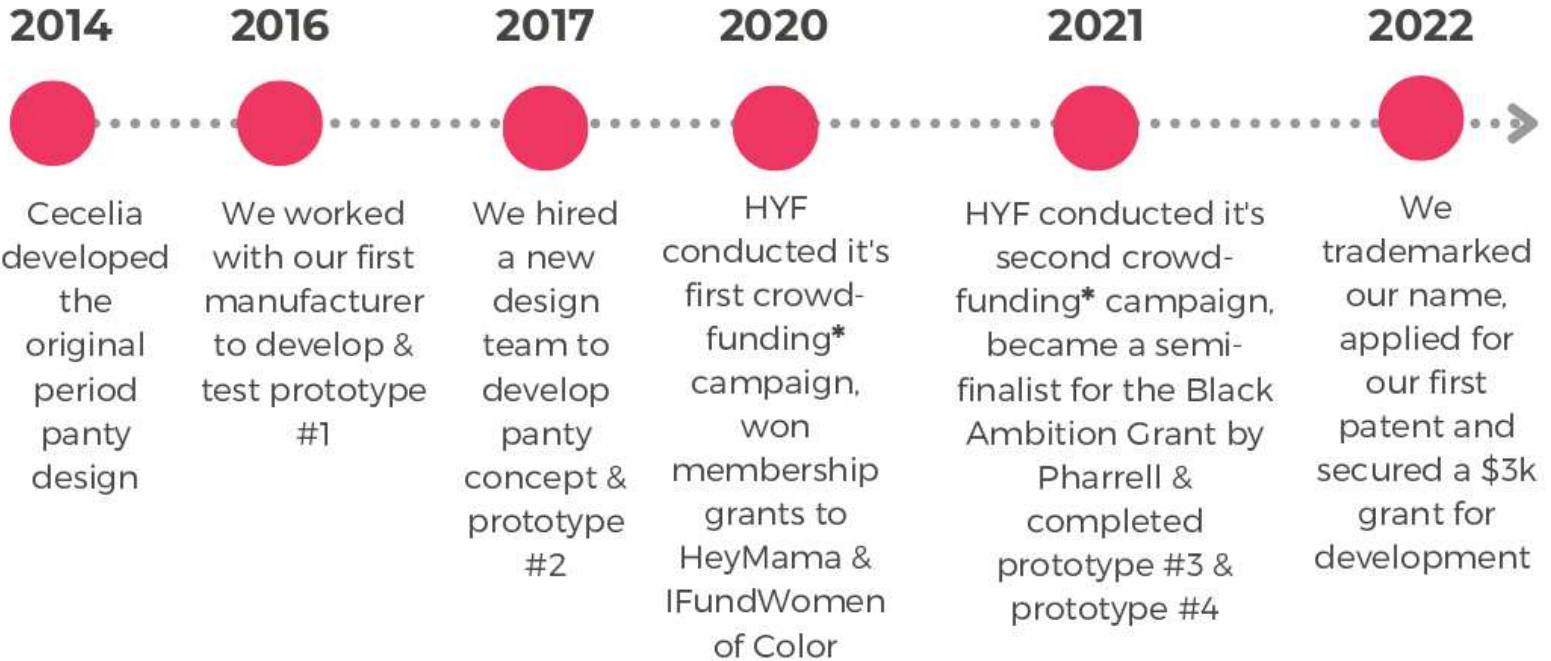 2014
Cecelia
developed
the
original
period
panty
design
2016
We worked
with our first
manufacturer
to develop &
test prototype
#1
2017
We hired
a new
design
team to
develop
panty
concept &
prototype
#2
2020
HYF
conducted it's
first crowd-
funding*
campaign,
won
membership
grants to
HeyMama &
IFundWomen
of Color
2021
HYF conducted it's
second crowd-
funding* campaign,
became a semi-
finalist for the Black
Ambition Grant by
Pharrell &
completed
prototype #3 &
prototype #4
2022
We
trademarked
our name,
applied for
our first
patent and
secured a $3k
grant for
development